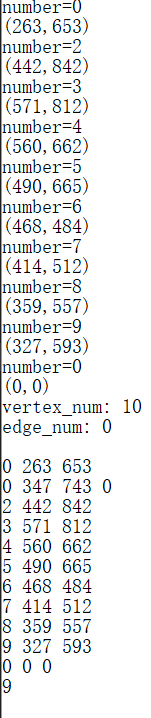 number=0
(263,653)
number=2
(442,842)
number=3
(571,812)
number=4
(560,662)
number=5
(490,665)
number=6
(468,484)
number=7
(414,512)
number=8
(359,557)
number=9
(327,593)
number=0
(0,0)
vertex_num: 10
edge_num: 0
0 263 653
0 347 743 0
2 442 842
3 571 812
4 560 662
5 490 665
6 468 484
7 414 512
8 359 557
9 327 593
0 0 0
9